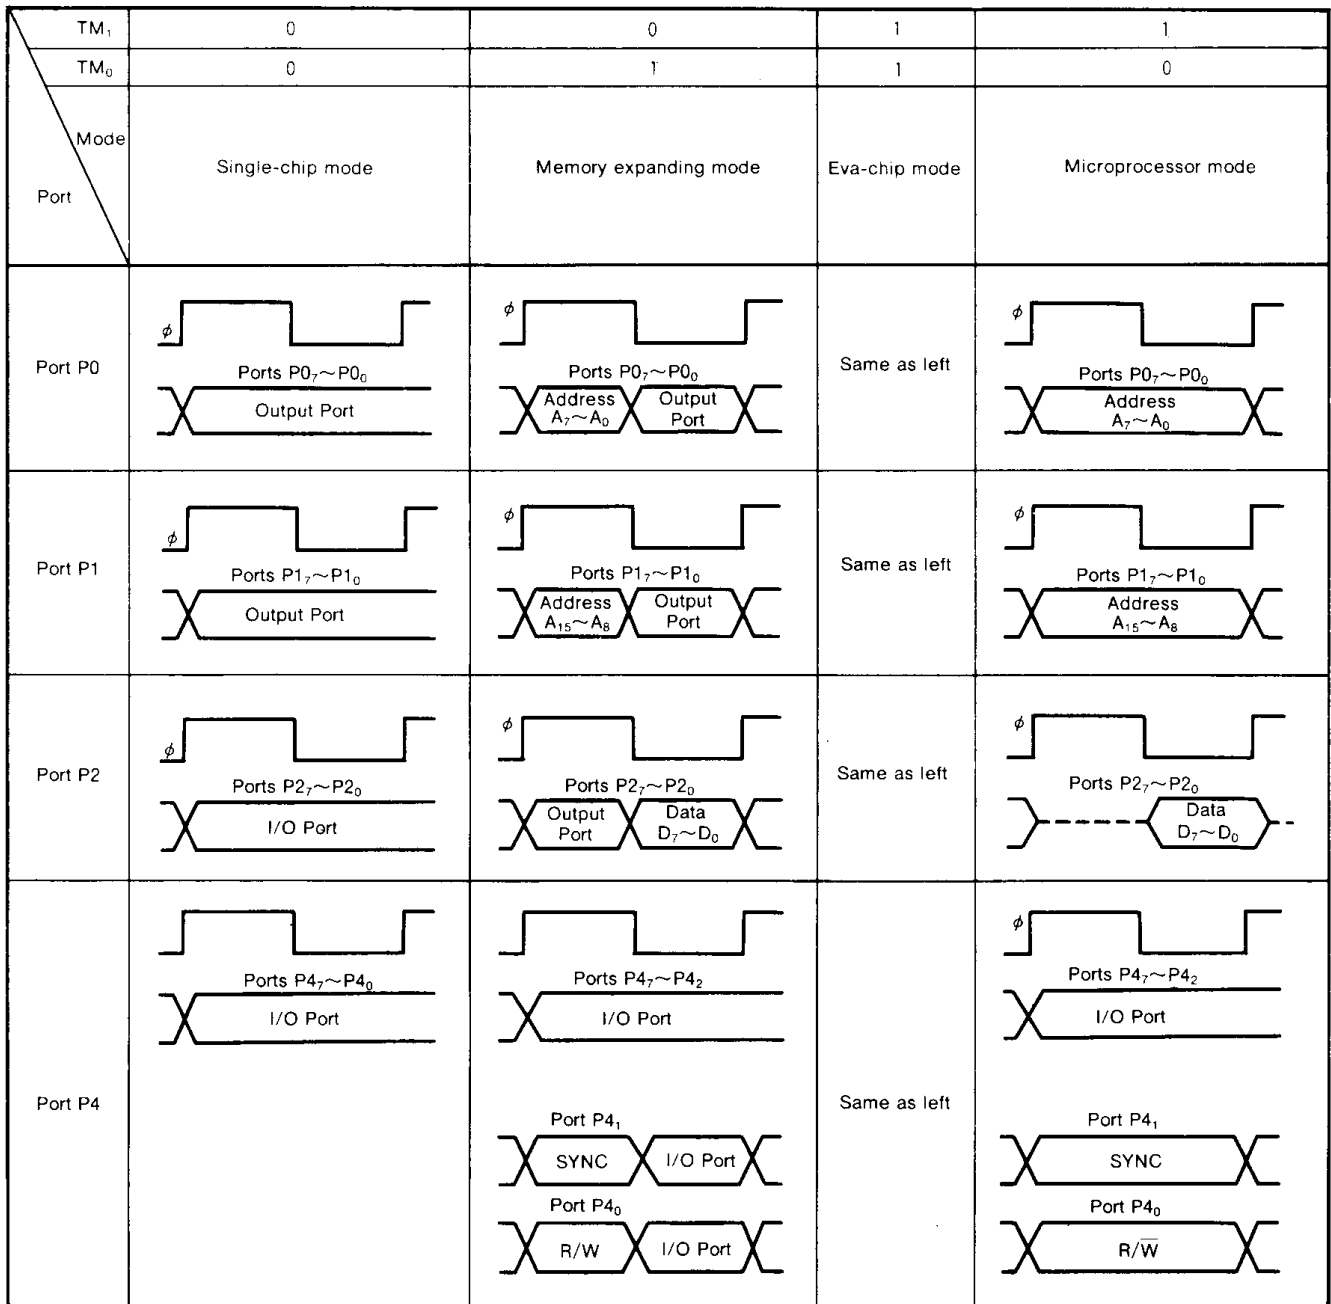 TM₁ 0 0 1 1
TM₀ 0 1 1 0
Mode
Port
Single-chip mode
Memory expanding mode
Eva-chip mode
Microprocessor mode
Port P0
ϕ
Ports P0₇~P0₀
Output Port
ϕ
Ports P0₇~P0₀
Address
A₇~A₀
Output
Port
Same as left
ϕ
Ports P0₇~P0₀
Address
A₇~A₀
Port P1
ϕ
Ports P1₇~P1₀
Output Port
ϕ
Ports P1₇~P1₀
Address
A₁₅~A₈
Output
Port
Same as left
ϕ
Ports P1₇~P1₀
Address
A₁₅~A₈
Port P2
ϕ
Ports P2₇~P2₀
I/O Port
ϕ
Ports P2₇~P2₀
Output
Port
Data
D₇~D₀
Same as left
ϕ
Ports P2₇~P2₀
Data
D₇~D₀
Port P4
Ports P4₇~P4₀
I/O Port
Ports P4₇~P4₂
I/O Port
Port P4₁
SYNC I/O Port
Port P4₀
R/W I/O Port
Same as left
ϕ
Ports P4₇~P4₂
I/O Port
Port P4₁
SYNC
Port P4₀
R/W̅